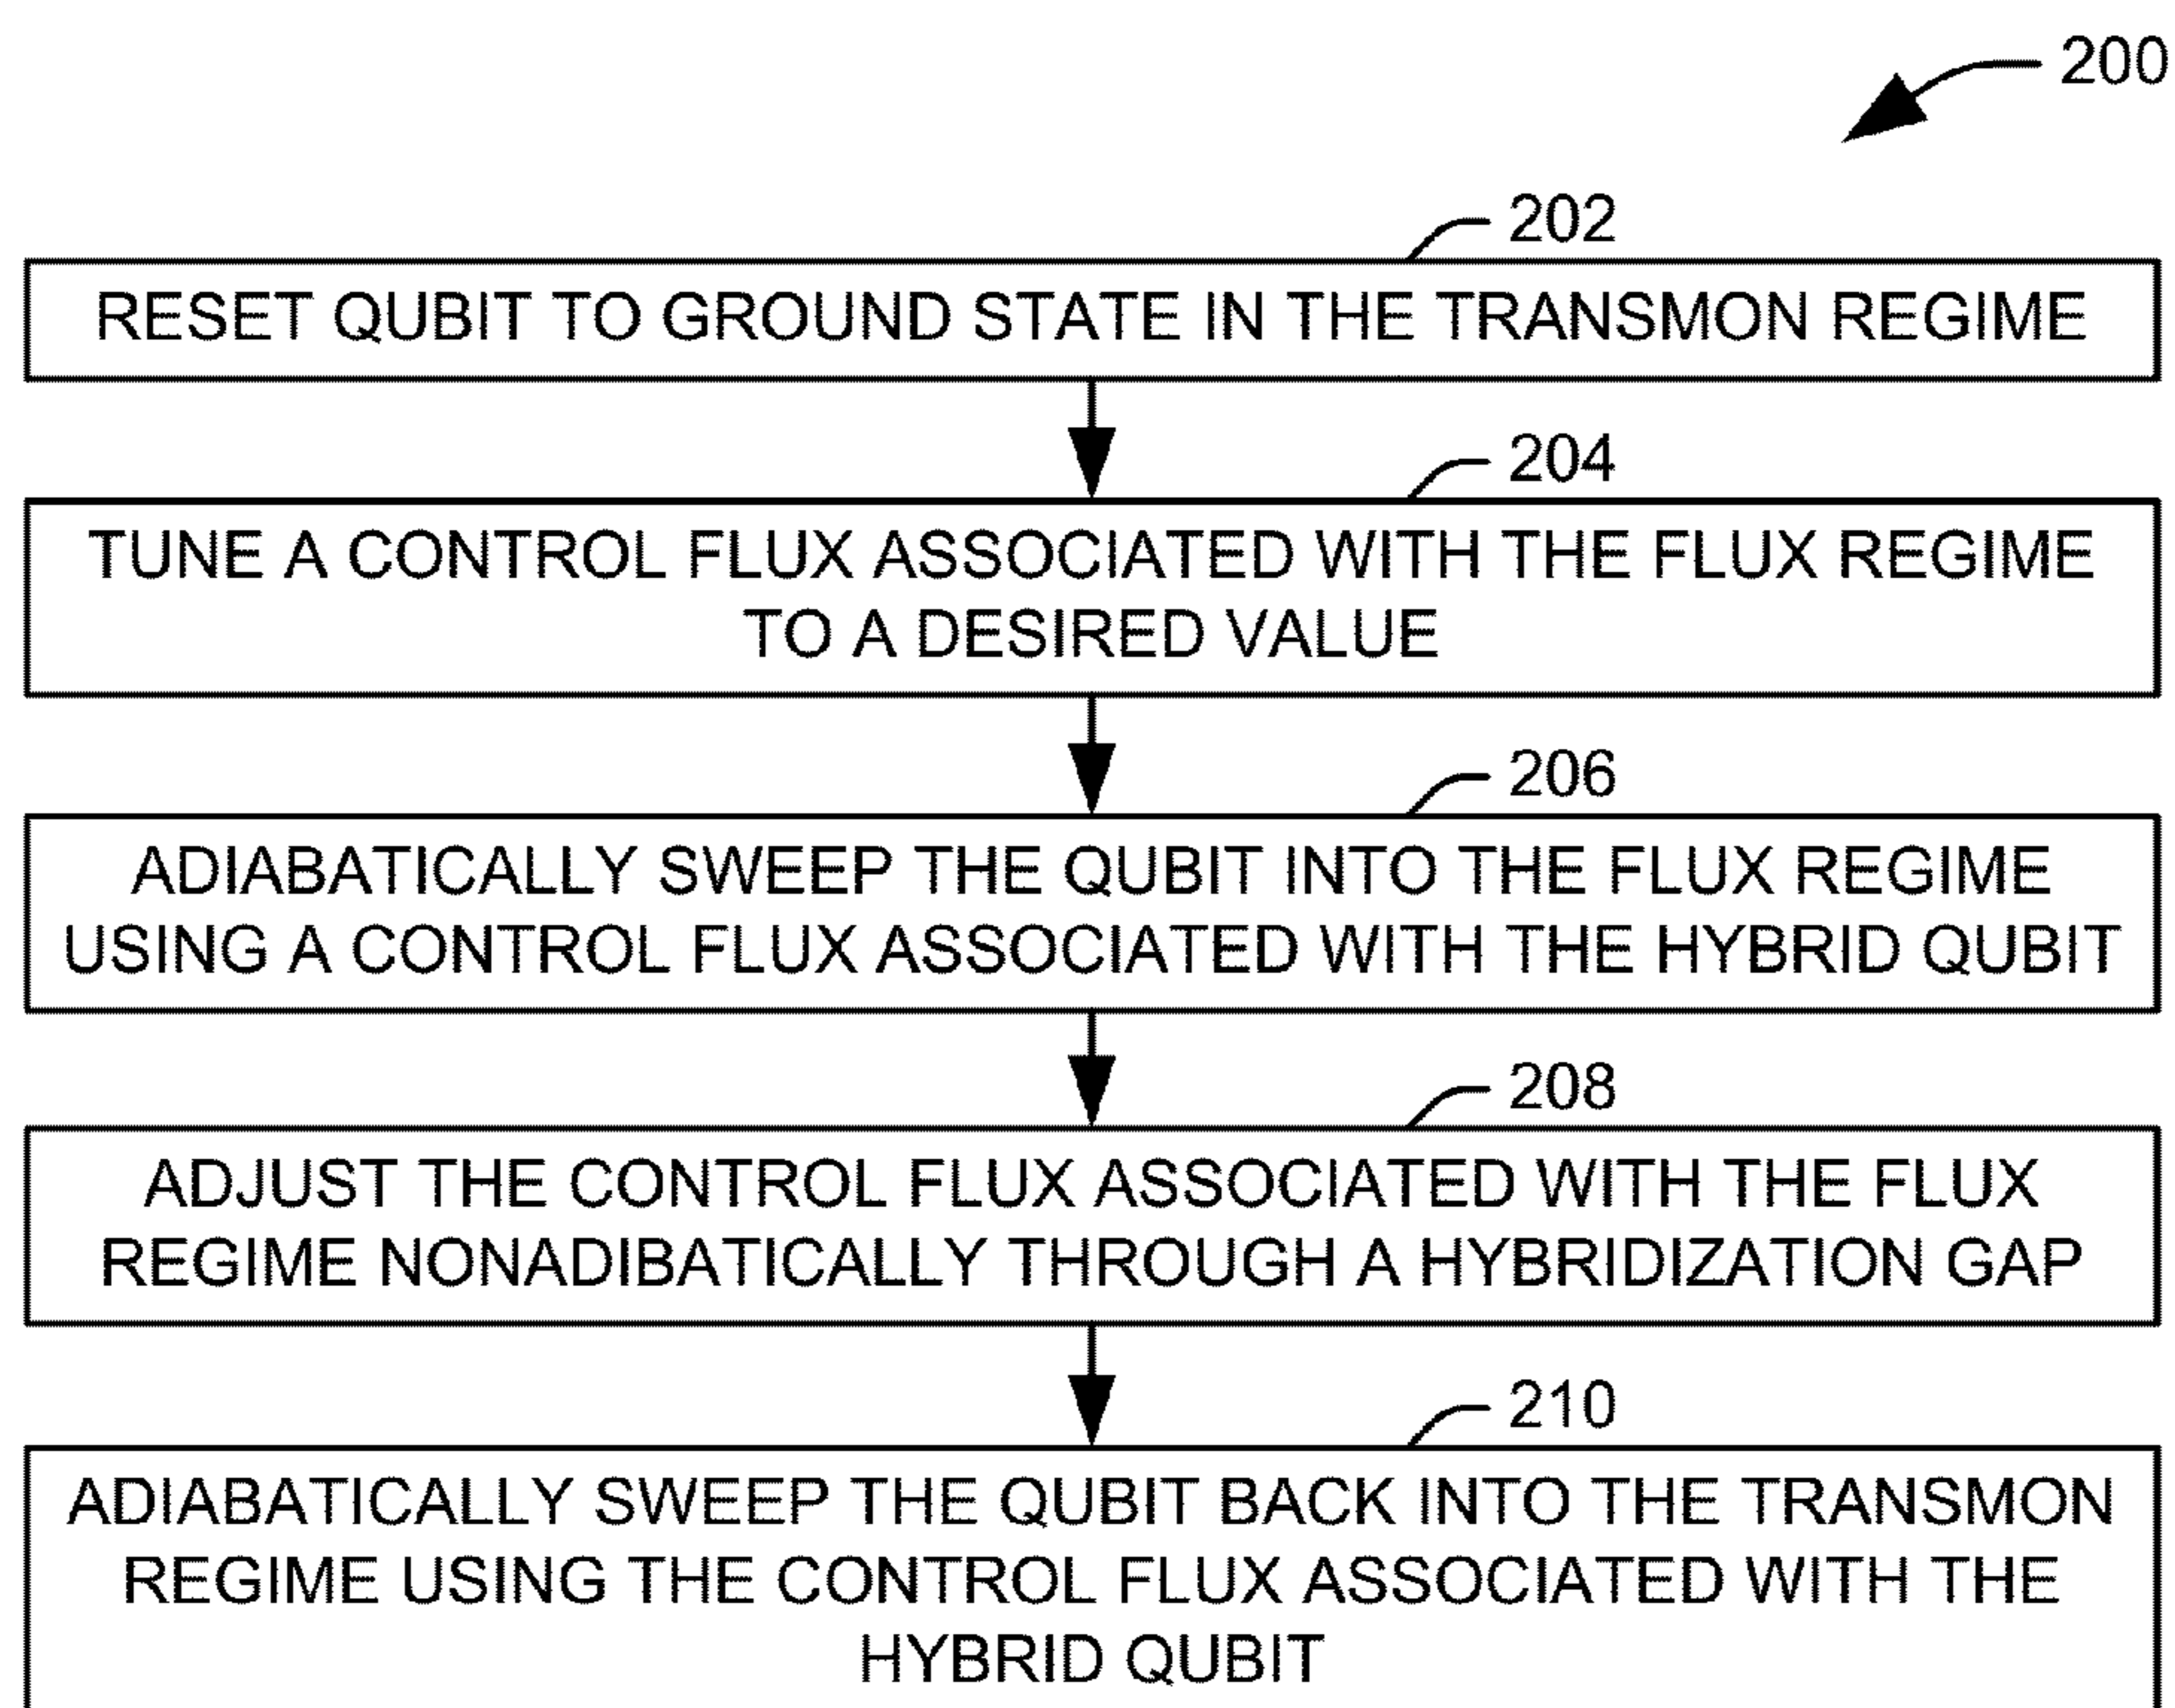 200
202
RESET QUBIT TO GROUND STATE IN THE TRANSMON REGIME
204
TUNE A CONTROL FLUX ASSOCIATED WITH THE FLUX REGIME
TO A DESIRED VALUE
206
ADIABATICALLY SWEEP THE QUBIT INTO THE FLUX REGIME
USING A CONTROL FLUX ASSOCIATED WITH THE HYBRID QUBIT
208
ADJUST THE CONTROL FLUX ASSOCIATED WITH THE FLUX
REGIME NONADIBATICALLY THROUGH A HYBRIDIZATION GAP
210
ADIABATICALLY SWEEP THE QUBIT BACK INTO THE TRANSMON
REGIME USING THE CONTROL FLUX ASSOCIATED WITH THE
HYBRID QUBIT